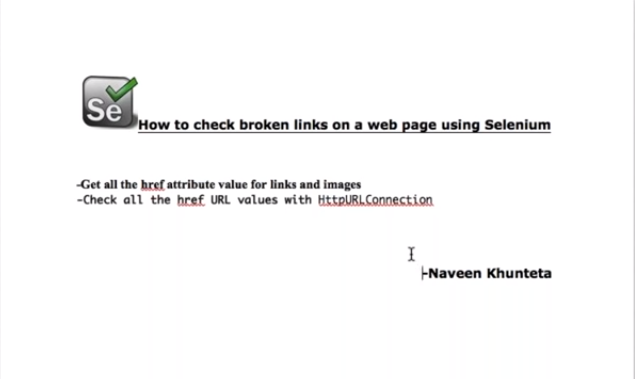 Se
How to check broken links on a web page using Selenium
-Get all the href attribute value for links and images
-Check all the href URL values with HttpURLConnection
-Naveen Khunteta